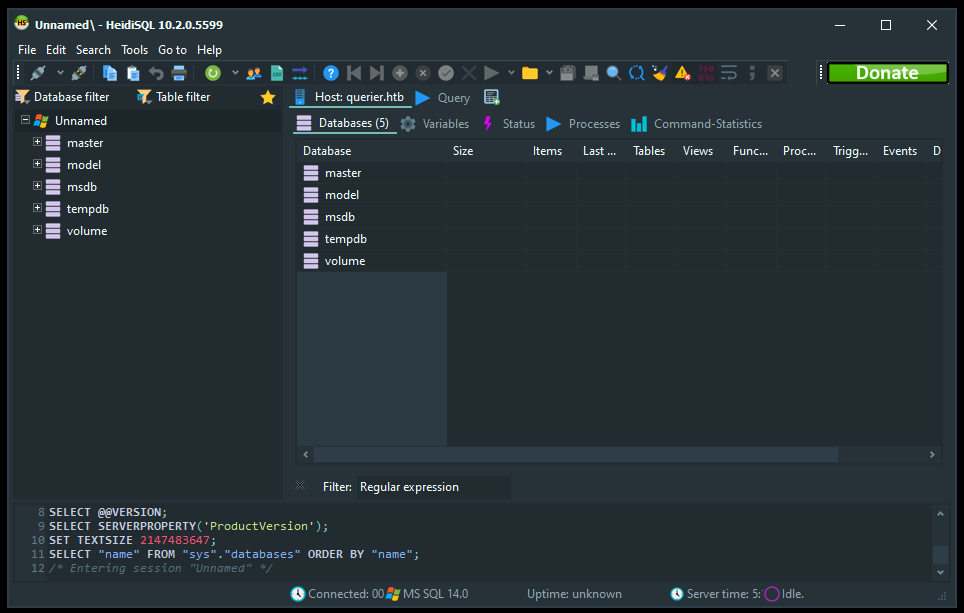 Unnamed\ - HeidiSQL 10.2.0.5599
File Edit Search Tools Go to Help
Donate
Database filter Table filter Host: querier.htb Query
Unnamed
master
model
msdb
tempdb
volume
Databases (5) Variables Status Processes Command-Statistics
Database Size Items Last ... Tables Views Func... Proc... Trigg... Events D
master
model
msdb
tempdb
volume
Filter: Regular expression
8 SELECT @@VERSION;
9 SELECT SERVERPROPERTY('ProductVersion');
10 SET TEXTSIZE 2147483647;
11 SELECT "name" FROM "sys"."databases" ORDER BY "name";
12 /* Entering session "Unnamed" */
Connected: 00 MS SQL 14.0 Uptime: unknown Server time: 5: Idle.